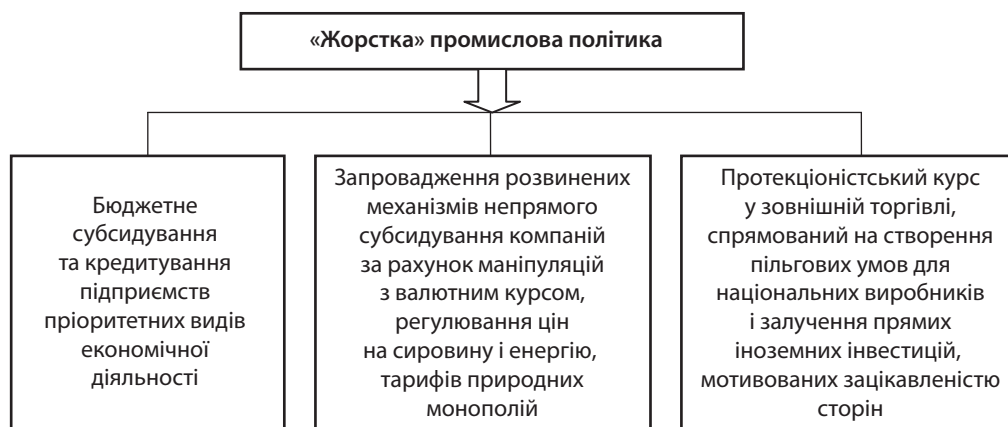 «Жорстка» промислова політика
Бюджетне
субсидування
та кредитування
підприємств
пріоритетних видів
економічної
діяльності
Запровадження розвинених
механізмів непрямого
субсидування компаній
за рахунок маніпуляцій
з валютним курсом,
регулювання цін
на сировину і енергію,
тарифів природних
монополій
Протекціоністський курс
у зовнішній торгівлі,
спрямований на створення
пільгових умов для
національних виробників
і залучення прямих
іноземних інвестицій,
мотивованих зацікавленістю
сторін